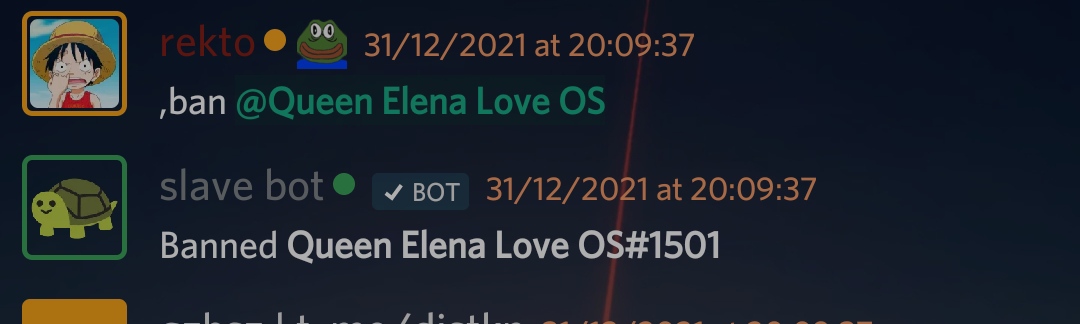 rekto 31/12/2021 at 20:09:37
,ban @Queen Elena Love OS
slave bot ✓ BOT 31/12/2021 at 20:09:37
Banned Queen Elena Love OS#1501